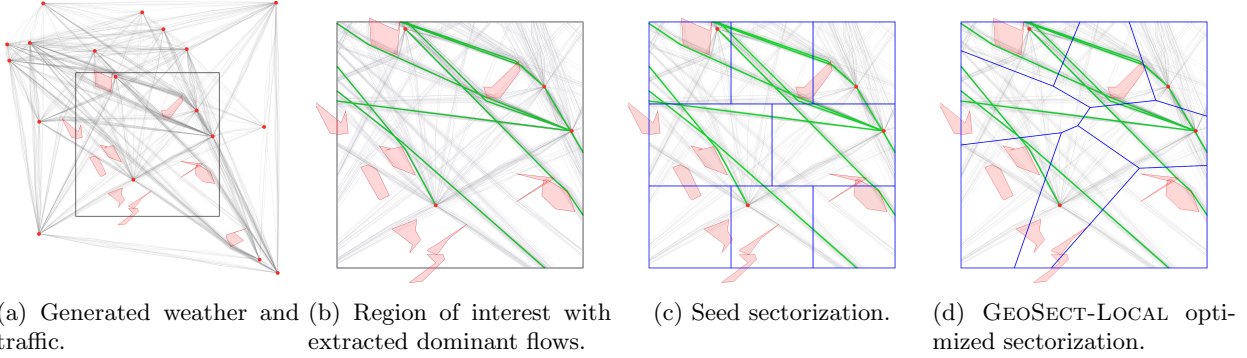 (a) Generated weather and
traffic.
(b) Region of interest with
extracted dominant flows.
(c) Seed sectorization.
(d) GEOSECT-LOCAL opti-
mized sectorization.